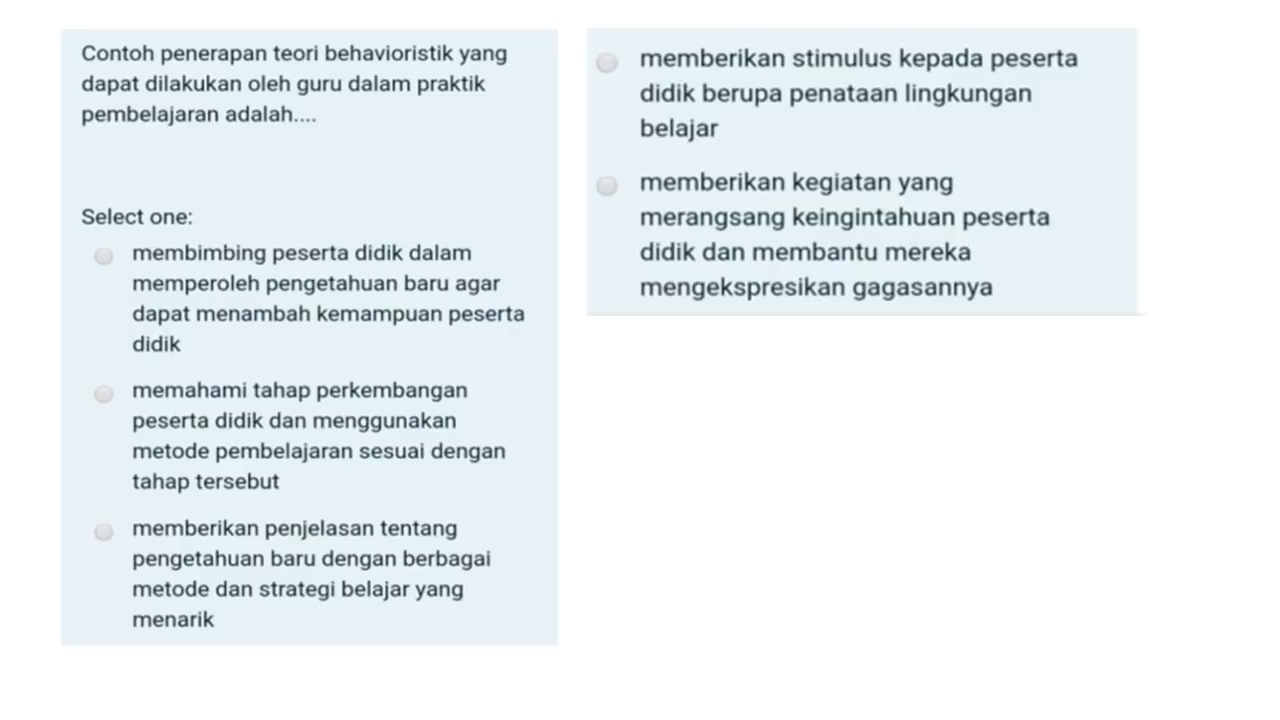 Contoh penerapan teori behavioristik yang
dapat dilakukan oleh guru dalam praktik
pembelajaran adalah....
Select one:
membimbing peserta didik dalam
memperoleh pengetahuan baru agar
dapat menambah kemampuan peserta
didik
memahami tahap perkembangan
peserta didik dan menggunakan
metode pembelajaran sesuai dengan
tahap tersebut
memberikan penjelasan tentang
pengetahuan baru dengan berbagai
metode dan strategi belajar yang
menarik
memberikan stimulus kepada peserta
didik berupa penataan lingkungan
belajar
memberikan kegiatan yang
merangsang keingintahuan peserta
didik dan membantu mereka
mengekspresikan gagasannya